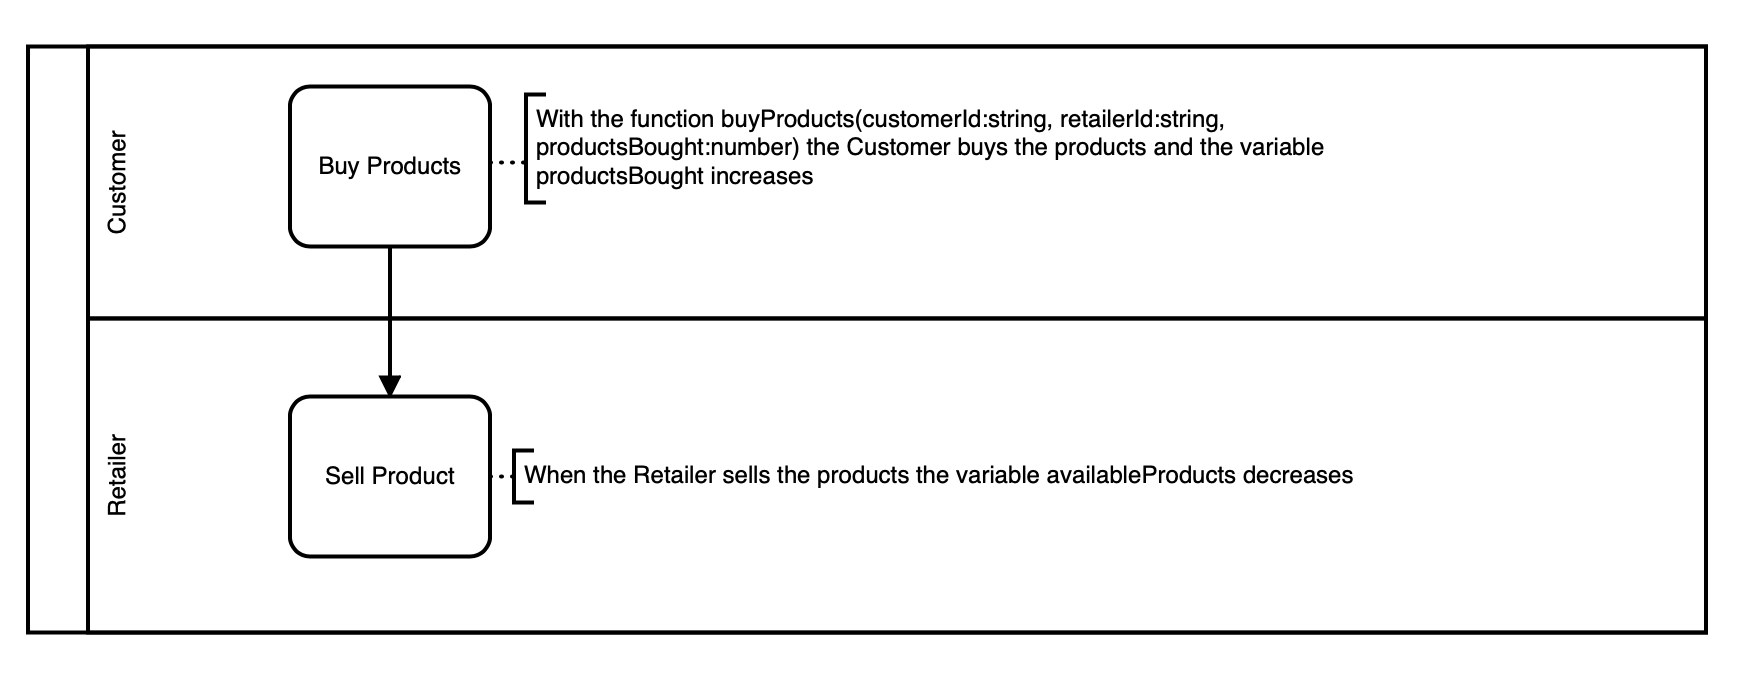 Customer
Buy Products
With the function buyProducts(customerId:string, retailerId:string,
productsBought:number) the Customer buys the products and the variable
productsBought increases
Retailer
Sell Product
When the Retailer sells the products the variable availableProducts decreases